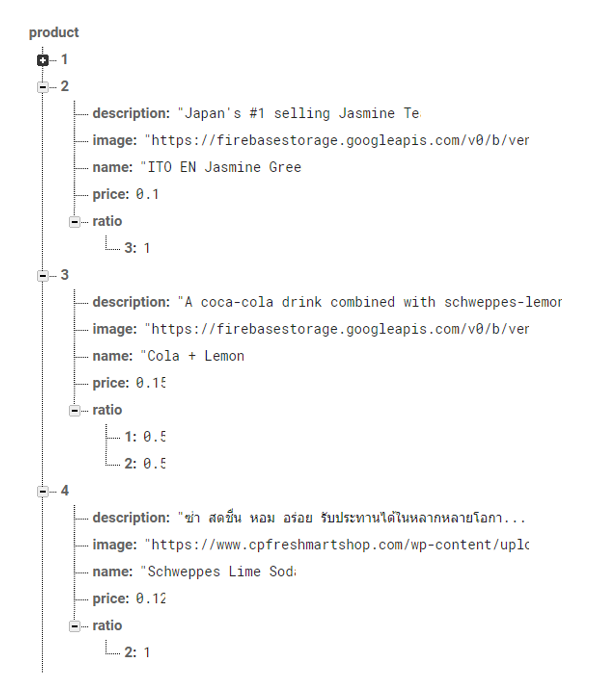 product
1
2
description: "Japan's #1 selling Jasmine Te
image: "https://firebasestorage.googleapis.com/v0/b/ver
name: "ITO EN Jasmine Gree
price: 0.1
ratio
3: 1
3
description: "A coca-cola drink combined with schweppes-lemon
image: "https://firebasestorage.googleapis.com/v0/b/ver
name: "Cola + Lemon
price: 0.15
ratio
1: 0.5
2: 0.5
4
description: "ซ่า สดชื่น หอม อร่อย รับประทานได้ในหลากหลายโอกา...
image: "https://www.cpfreshmartshop.com/wp-content/uplo
name: "Schweppes Lime Soda
price: 0.12
ratio
2: 1